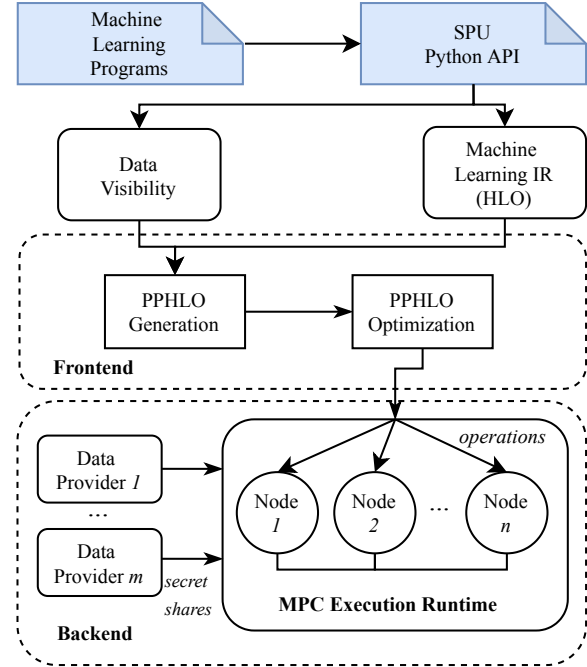 Machine
Learning
Programs
SPU
Python API
Data
Visibility
Machine
Learning IR
(HLO)
PPHLO
Generation
PPHLO
Optimization
Frontend
operations
Data
Provider 1
...
Data
Provider m
secret
shares
Node
1
Node
2
...
Node
n
MPC Execution Runtime
Backend